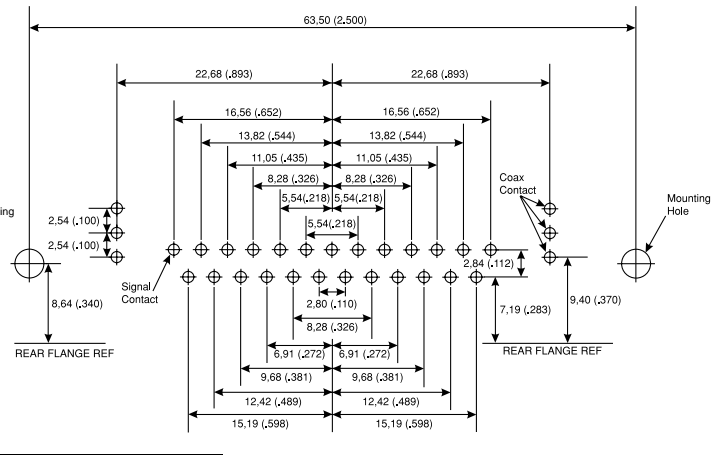 63,50 (2.500)
22,68 (.893) 22,68 (.893)
16,56 (.652) 16,56 (.652)
13,82 (.544) 13,82 (.544)
11,05 (.435) 11,05 (.435)
8,28 (.326) 8,28 (.326)
5,54(.218) 5,54(.218)
5,54(.218)
Coax
Contact
Mounting
Hole
ing
2,54 (.100)
2,54 (.100)
2,84 (.112)
Signal
Contact
8,64 (.340)
2,80 (.110)
7,19 (.283)
9,40 (.370)
8,28 (.326)
REAR FLANGE REF
REAR FLANGE REF
6,91 (.272) 6,91 (.272)
9,68 (.381) 9,68 (.381)
12,42 (.489) 12,42 (.489)
15,19 (.598) 15,19 (.598)